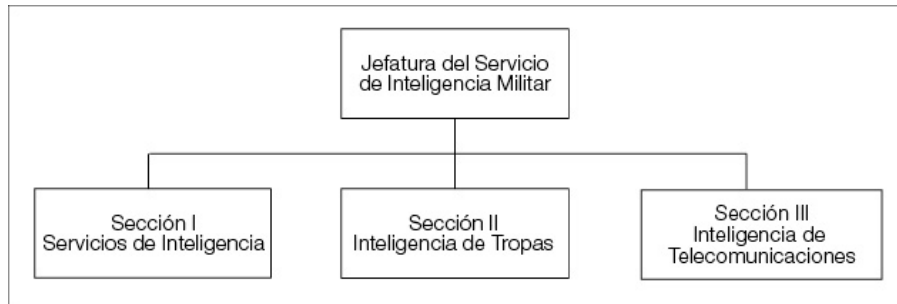 Jefatura del Servicio
de Inteligencia Militar
Sección I
Servicios de Inteligencia
Sección II
Inteligencia de Tropas
Sección III
Inteligencia de
Telecomunicaciones